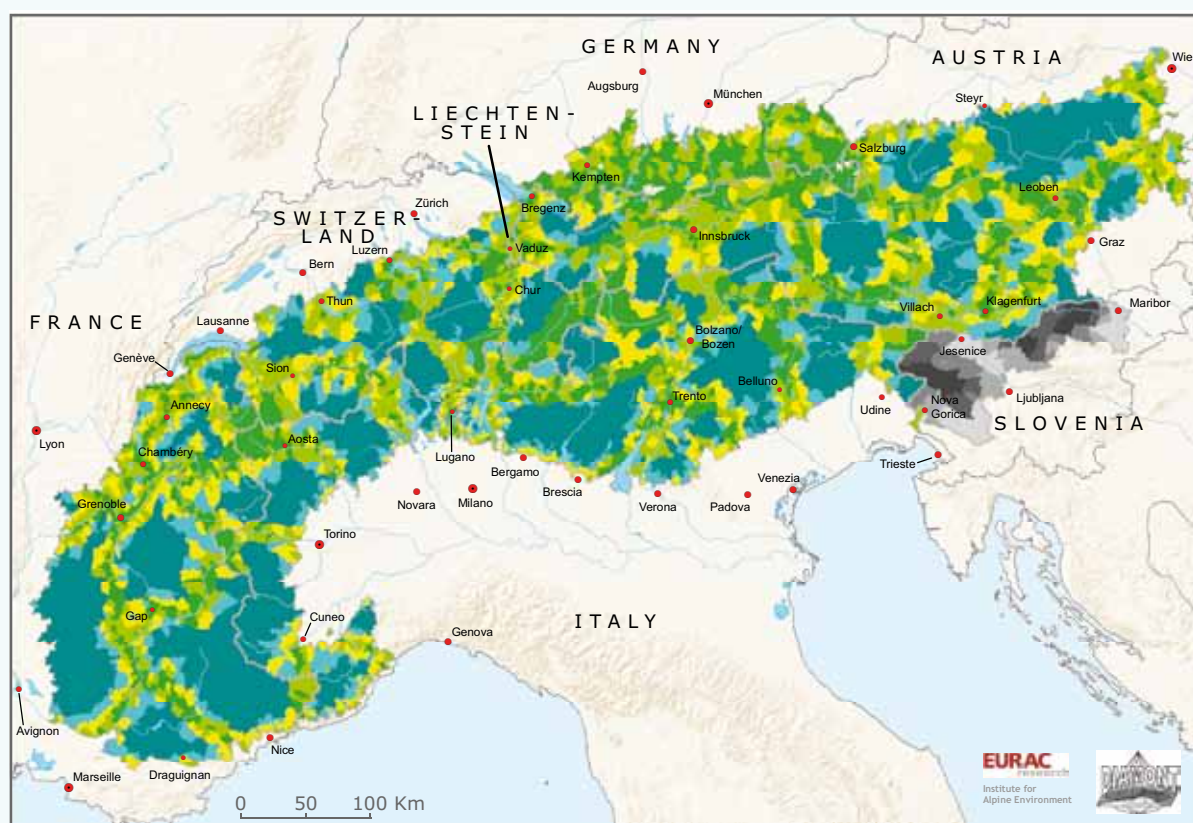 GERMANY
AUSTRIA
Wie
Augsburg
München
Steyr
LIECHTEN-
STEIN
Salzburg
Kempten
Leoben
Zürich
Bregenz
SWITZER-
LAND
Innsbruck
Luzern
Vaduz
Graz
Bern
Chur
Thun
Villach
Klagenfurt
Maribor
FRANCE
Lausanne
Bolzano/
Bozen
Jesenice
Genève
Sion
Belluno
Ljubljana
Annecy
Trento
Udine
Nova
Gorica
SLOVENIA
Lyon
Aosta
Chambéry
Lugano
Bergamo
Trieste
Grenoble
Brescia
Venezia
Novara
Milano
Verona
Padova
Torino
Gap
Cuneo
ITALY
Genova
Avignon
Nice
EURAC
research
Marseille
Draguignan
Institute for
Alpine Environment
DIAMONT
0 50 100 Km